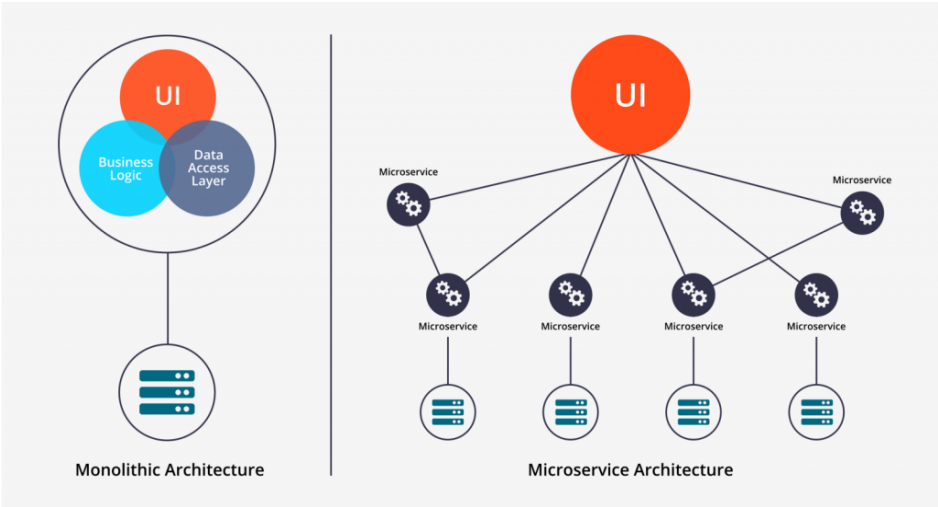 UI
Business
Logic
Data
Access
Layer
Monolithic Architecture
UI
Microservice
Microservice
Microservice
Microservice
Microservice
Microservice
Microservice Architecture